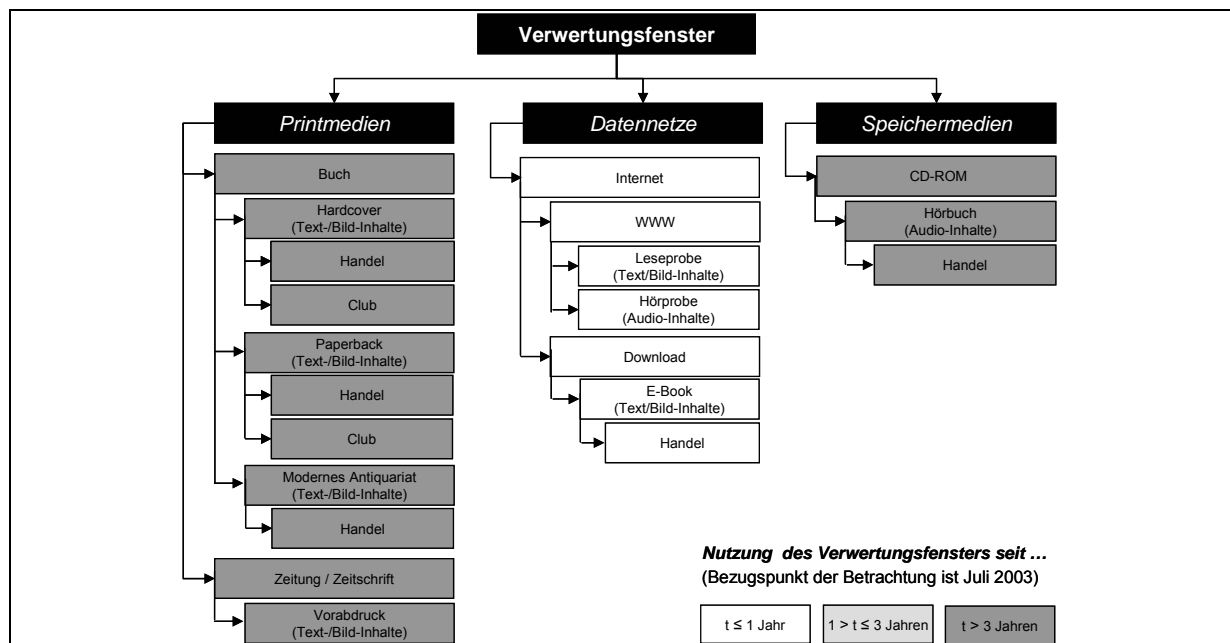 Verwertungsfenster
Printmedien
Buch
Hardcover
(Text-/Bild-Inhalte)
Handel
Club
Paperback
(Text-/Bild-Inhalte)
Handel
Club
Modernes Antiquariat
(Text-/Bild-Inhalte)
Handel
Zeitung / Zeitschrift
Vorabdruck
(Text-/Bild-Inhalte)
Datennetze
Internet
WWW
Leseprobe
(Text/Bild-Inhalte)
Hörprobe
(Audio-Inhalte)
Download
E-Book
(Text/Bild-Inhalte)
Handel
Speichermedien
CD-ROM
Hörbuch
(Audio-Inhalte)
Handel
Nutzung des Verwertungsfensters seit ...
(Bezugspunkt der Betrachtung ist Juli 2003)
t ≤ 1 Jahr
1 > t ≤ 3 Jahren
t > 3 Jahren